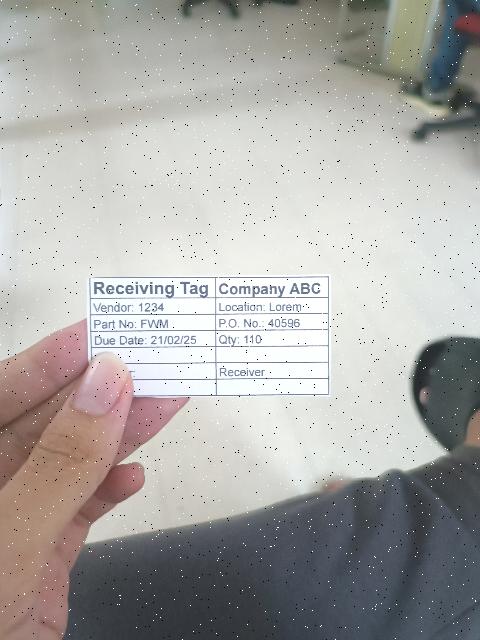 Receiving Tag Company ABC
Vendor: 1234 Location: Lorem
Part No: FWM P.O. No.: 40596
Due Date: 21/02/25 Qty: 110
Receiver